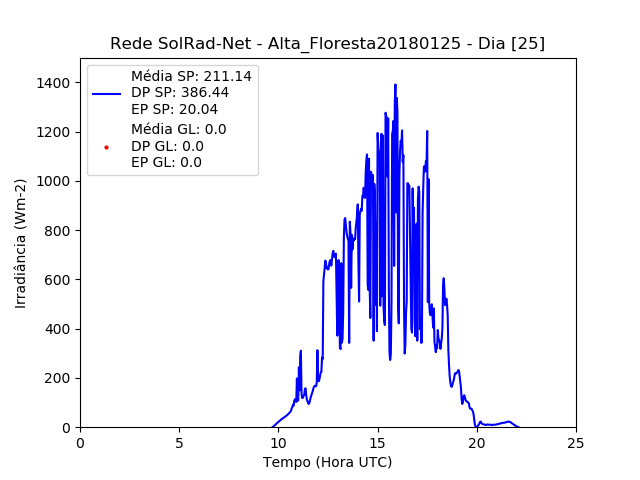 Rede SolRad-Net - Alta_Floresta20180125 - Dia [25]
Média SP: 211.14
DP SP: 386.44
EP SP: 20.04
Média GL: 0.0
DP GL: 0.0
EP GL: 0.0
Irradiância (Wm-2)
1400
1200
1000
800
600
400
200
0
0 5 10 15 20 25
Tempo (Hora UTC)